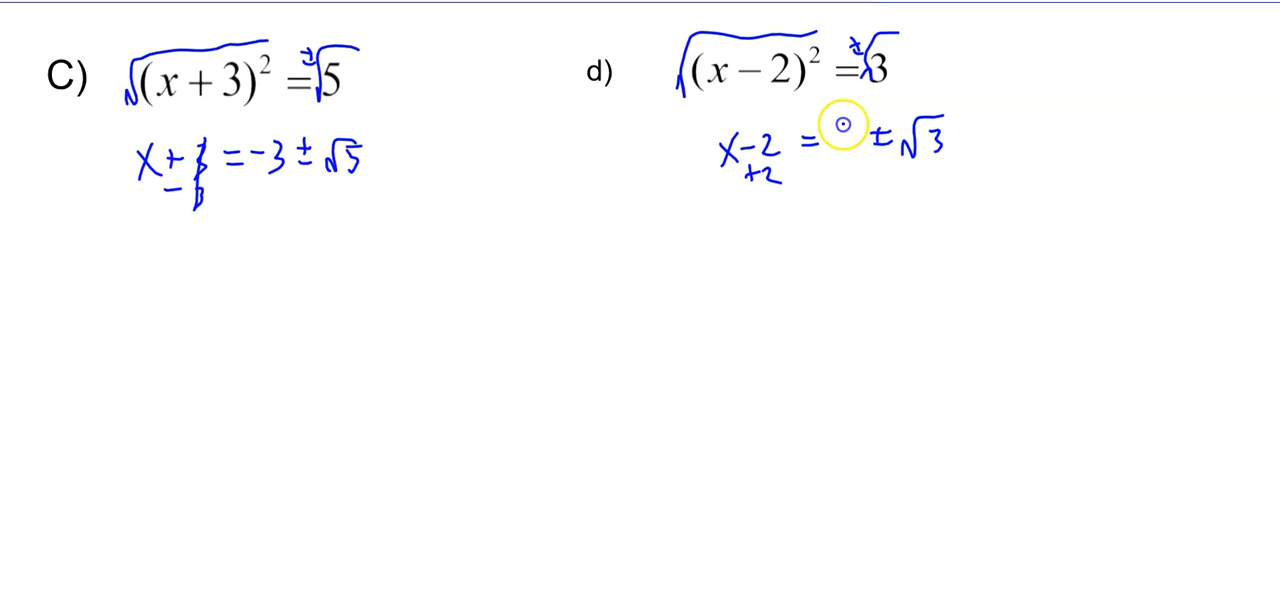 C) √(x + 3)² = ±√5
x + 3 = -3 ± √5
- 3
d) √(x − 2)² = ±√3
x - 2 = ± √3
+2